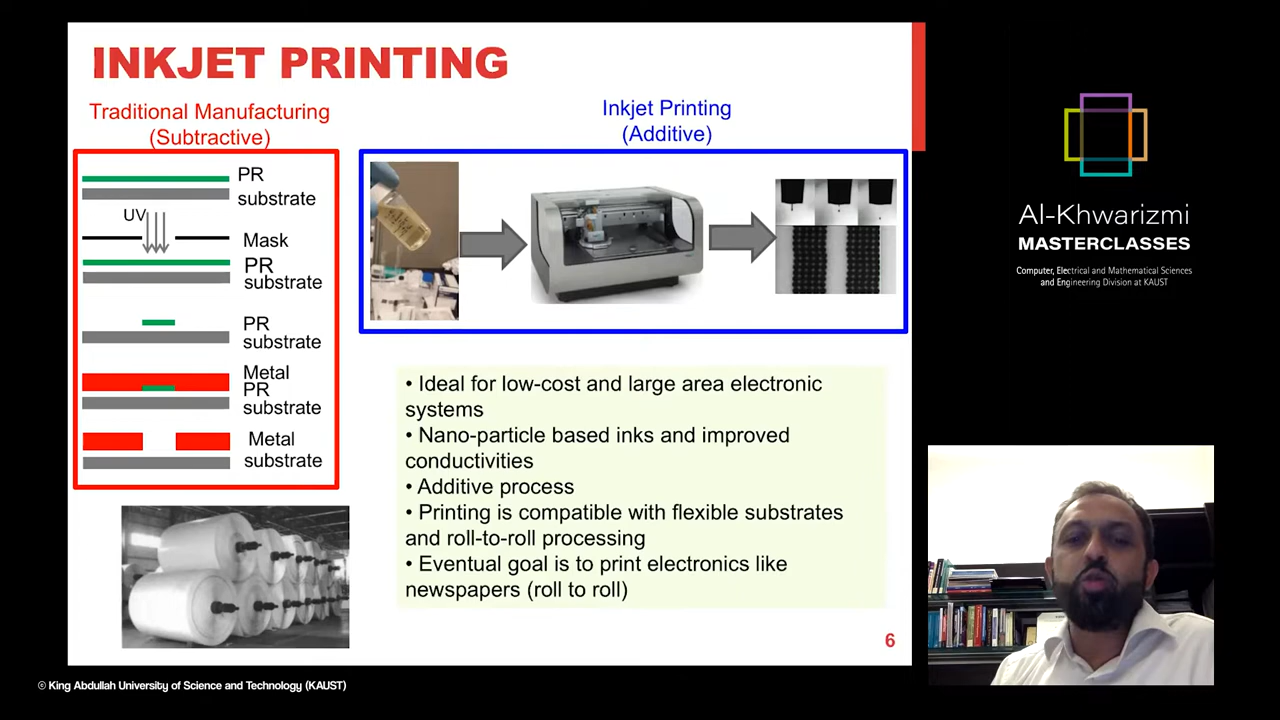 INKJET PRINTING
Traditional Manufacturing
(Subtractive)
PR
substrate
UV
Mask
PR
substrate
PR
substrate
Metal
PR
substrate
Metal
substrate
Inkjet Printing
(Additive)
• Ideal for low-cost and large area electronic
systems
• Nano-particle based inks and improved
conductivities
• Additive process
• Printing is compatible with flexible substrates
and roll-to-roll processing
• Eventual goal is to print electronics like
newspapers (roll to roll)
6
© King Abdullah University of Science and Technology (KAUST)
Al-Khwarizmi
MASTERCLASSES
Computer, Electrical and Mathematical Sciences
and Engineering Division at KAUST